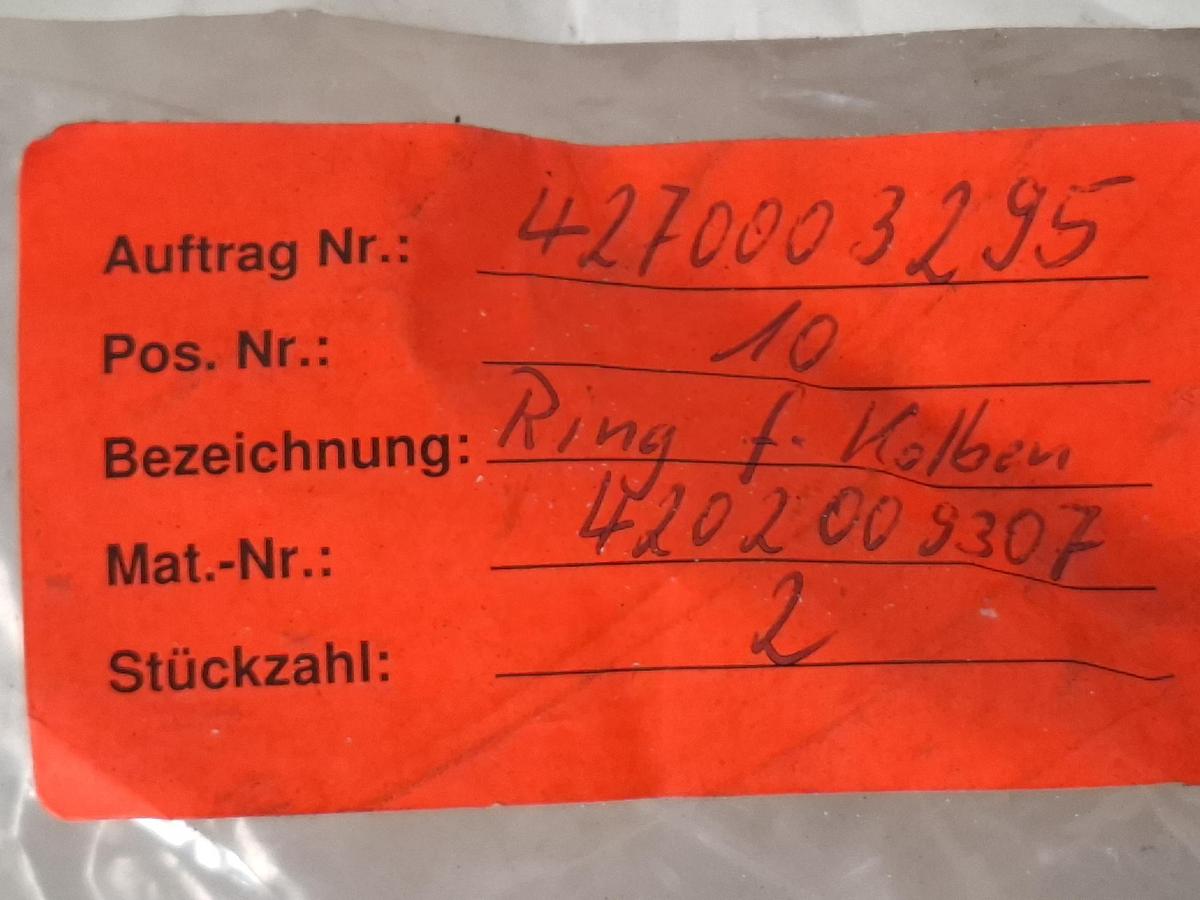 Auftrag Nr.: 4270003295
Pos. Nr.: 10
Bezeichnung: Ring f. Kolben
Mat.-Nr.: 4202009307
Stückzahl: 2